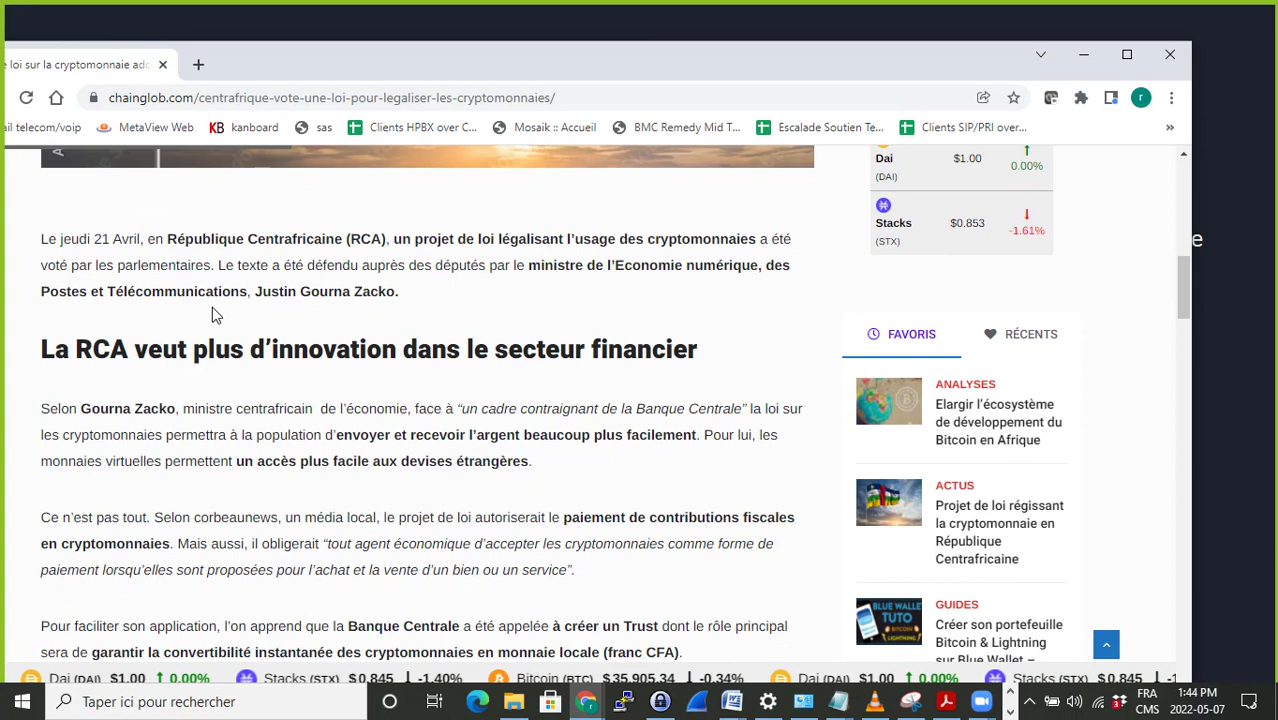 e loi sur la cryptomonnaie ado
chainglob.com/centrafrique-vote-une-loi-pour-legaliser-les-cryptomonnaies/
r
ail telecom/voip
MetaView Web
KB kanboard
sas
Clients HPBX over C...
Mosaik :: Accueil
BMC Remedy Mid T...
Escalade Soutien Te...
Clients SIP/PRI over...
»
Dai $1.00
(DAI) 0.00%
Stacks $0.853
(STX) -1.61%
e
Le jeudi 21 Avril, en République Centrafricaine (RCA), un projet de loi légalisant l’usage des cryptomonnaies a été
voté par les parlementaires. Le texte a été défendu auprès des députés par le ministre de l’Economie numérique, des
Postes et Télécommunications, Justin Gourna Zacko.
La RCA veut plus d’innovation dans le secteur financier
Selon Gourna Zacko, ministre centrafricain de l’économie, face à “un cadre contraignant de la Banque Centrale” la loi sur
les cryptomonnaies permettra à la population d’envoyer et recevoir l’argent beaucoup plus facilement. Pour lui, les
monnaies virtuelles permettent un accès plus facile aux devises étrangères.
Ce n’est pas tout. Selon corbeaunews, un média local, le projet de loi autoriserait le paiement de contributions fiscales
en cryptomonnaies. Mais aussi, il obligerait “tout agent économique d’accepter les cryptomonnaies comme forme de
paiement lorsqu’elles sont proposées pour l’achat et la vente d’un bien ou un service”.
Pour faciliter son application, l’on apprend que la Banque Centrale a été appelée à créer un Trust dont le rôle principal
sera de garantir la convertibilité instantanée des cryptomonnaies en monnaie locale (franc CFA).
FAVORIS
RÉCENTS
ANALYSES
Elargir l’écosystème
de développement du
Bitcoin en Afrique
ACTUS
Projet de loi régissant
la cryptomonnaie en
République
Centrafricaine
GUIDES
Créer son portefeuille
Bitcoin & Lightning
sur Blue Wallet –
BLUE WALLET
TUTO
BITCOIN
LIGHTNING
Dai (DAI) $1.00 0.00%
Stacks (STX) $0.845 -1.40%
Bitcoin (BTC) $35,905.34 -0.34%
Dai (DAI) $1.00 0.00%
Stacks (STX) $0.845 -1
Taper ici pour rechercher
FRA
CMS
1:44 PM
2022-05-07